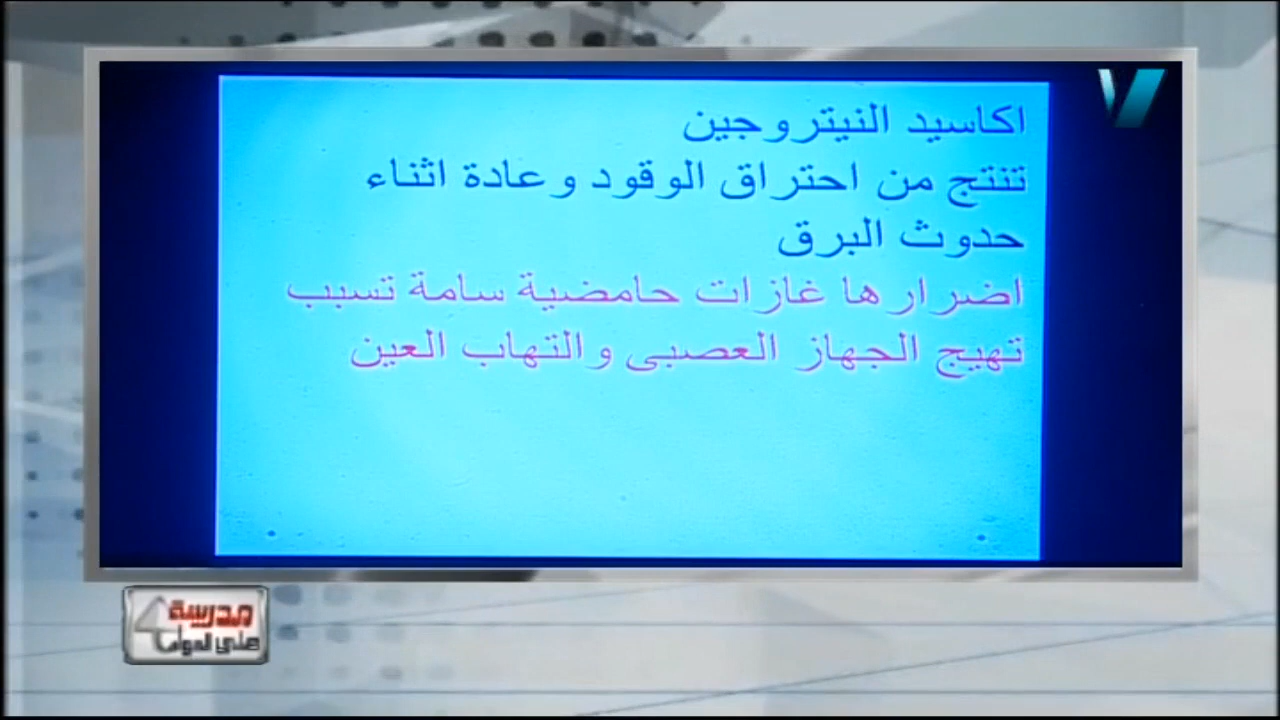 اكاسيد النيتروجين
تنتج من احتراق الوقود وعادة اثناء
حدوث البرق
اضرارها غازات حامضية سامة تسبب
تهيج الجهاز العصبى والتهاب العين
مدرسة
على الهواء